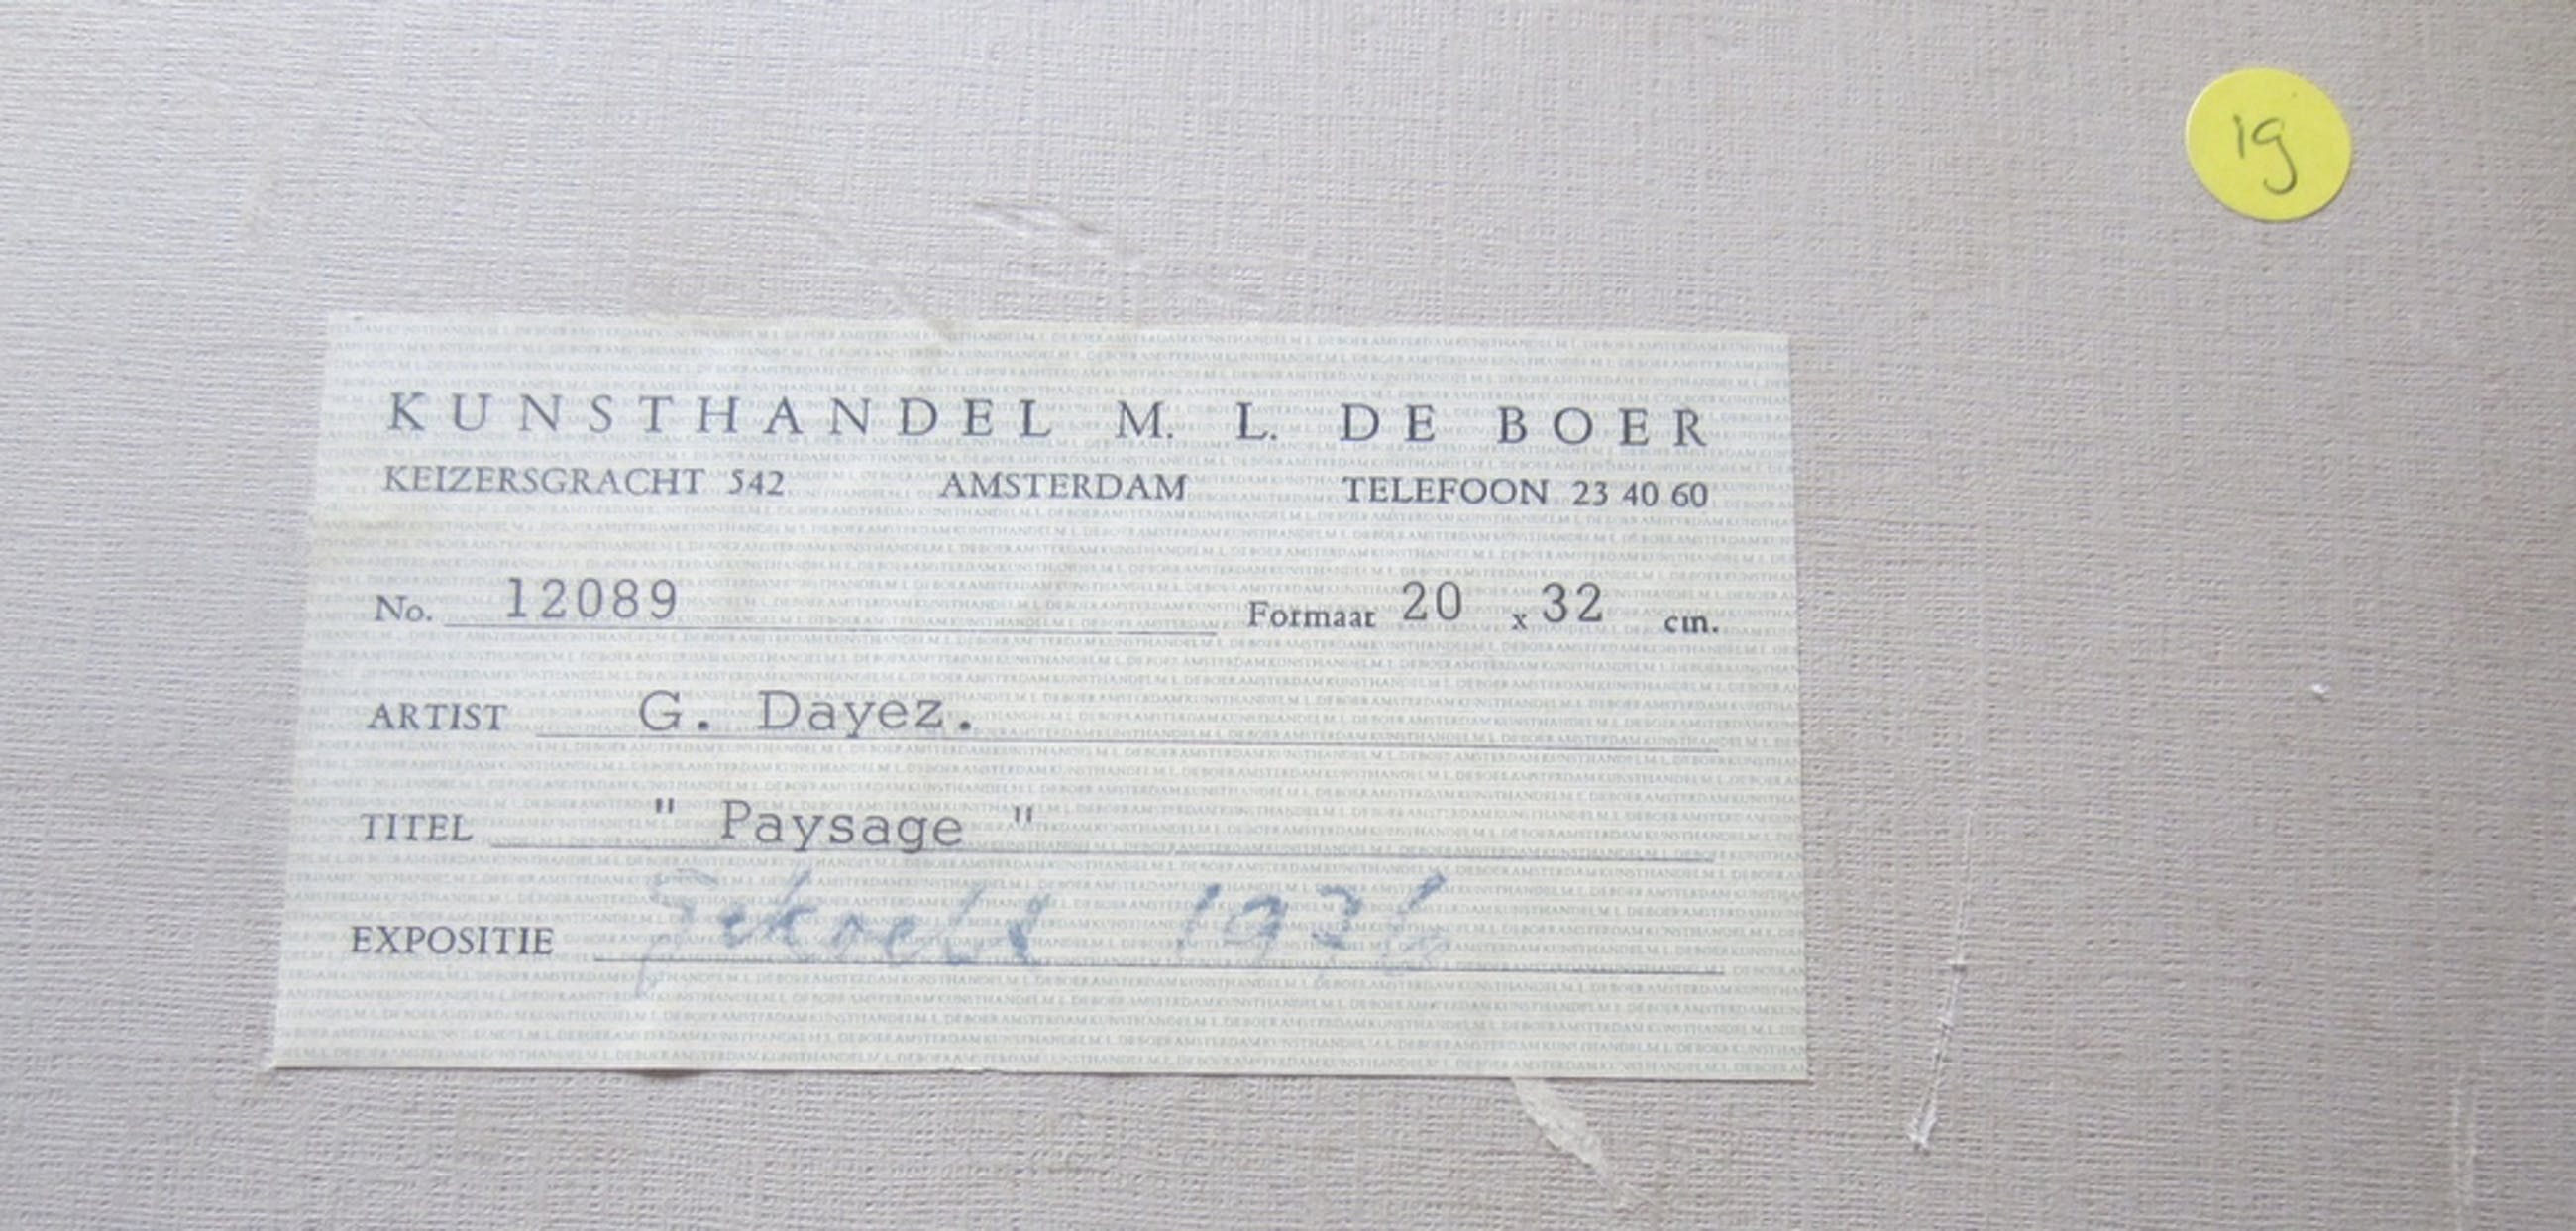 19
KUNSTHANDEL M. L. DE BOER
KEIZERSGRACHT 542 AMSTERDAM TELEFOON 23 40 60
No. 12089 Formaat 20 x 32 cm.
ARTIST G. Dayez.
TITEL " Paysage "
EXPOSITIE